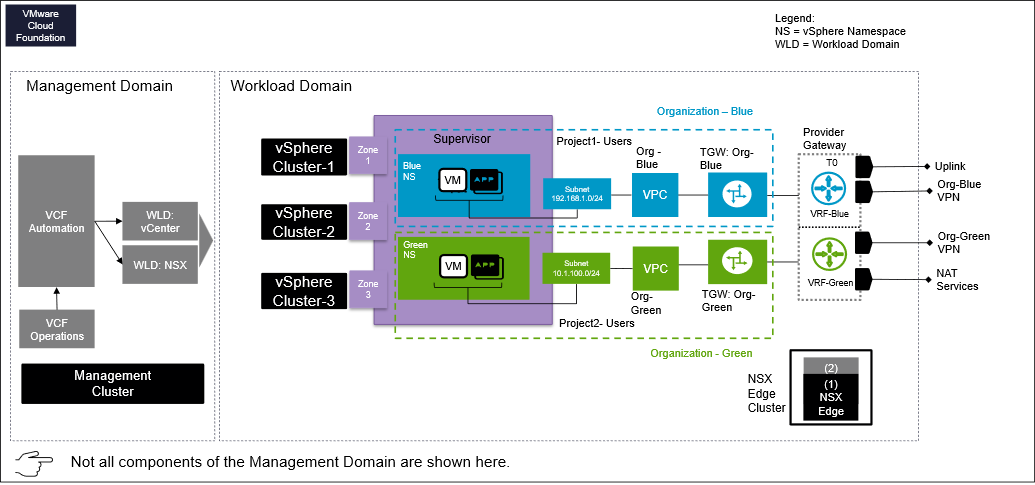 VMware
Cloud
Foundation
Legend:
NS = vSphere Namespace
WLD = Workload Domain
Management Domain
VCF
Automation
WLD:
vCenter
WLD: NSX
VCF
Operations
Management
Cluster
Workload Domain
vSphere
Cluster-1
vSphere
Cluster-2
vSphere
Cluster-3
Zone
1
Zone
2
Zone
3
Supervisor
Organization – Blue
Project1- Users
Blue
NS
VM
APP
Subnet
192.168.1.0/24
Org -
Blue
VPC
TGW: Org-
Blue
Green
NS
VM
APP
Subnet
10.1.100.0/24
VPC
Org-
Green
TGW: Org-
Green
Project2- Users
Organization - Green
Provider
Gateway
T0
VRF-Blue
VRF-Green
Uplink
Org-Blue
VPN
Org-Green
VPN
NAT
Services
NSX
Edge
Cluster
(2)
(1)
NSX
Edge
Not all components of the Management Domain are shown here.